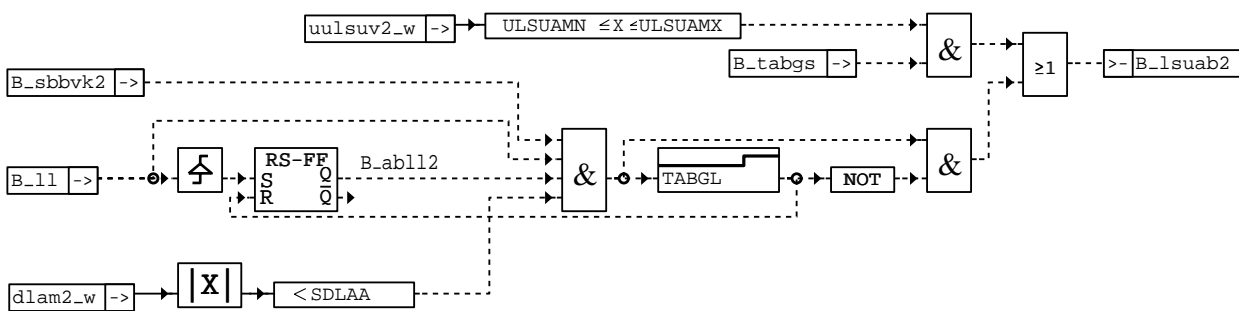 uulsuv2_w -> ULSUAMN ≤X ≤ULSUAMX
&
B_tabgs ->
≥1
>- B_lsuab2
B_sbbvk2 ->
B_ll ->
RS-FF
S Q
R Q̅
B_abll2
&
TABGL
NOT
&
dlam2_w -> |X| <SDLAA